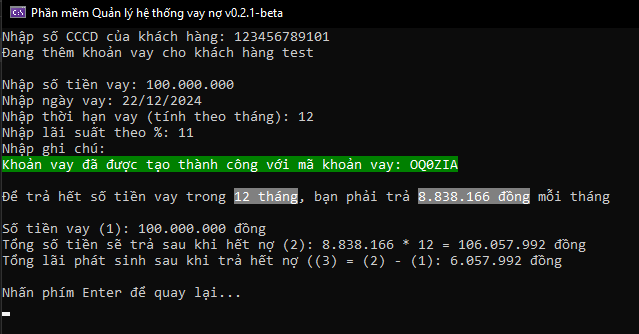 Phần mềm Quản lý hệ thống vay nợ v0.2.1-beta
Nhập số CCCD của khách hàng: 123456789101
Đang thêm khoản vay cho khách hàng test
Nhập số tiền vay: 100.000.000
Nhập ngày vay: 22/12/2024
Nhập thời hạn vay (tính theo tháng): 12
Nhập lãi suất theo %: 11
Nhập ghi chú:
Khoản vay đã được tạo thành công với mã khoản vay: OQ0ZIA
Để trả hết số tiền vay trong 12 tháng, bạn phải trả 8.838.166 đồng mỗi tháng
Số tiền vay (1): 100.000.000 đồng
Tổng số tiền sẽ trả sau khi hết nợ (2): 8.838.166 * 12 = 106.057.992 đồng
Tổng lãi phát sinh sau khi trả hết nợ ((3) = (2) - (1): 6.057.992 đồng
Nhấn phím Enter để quay lại...